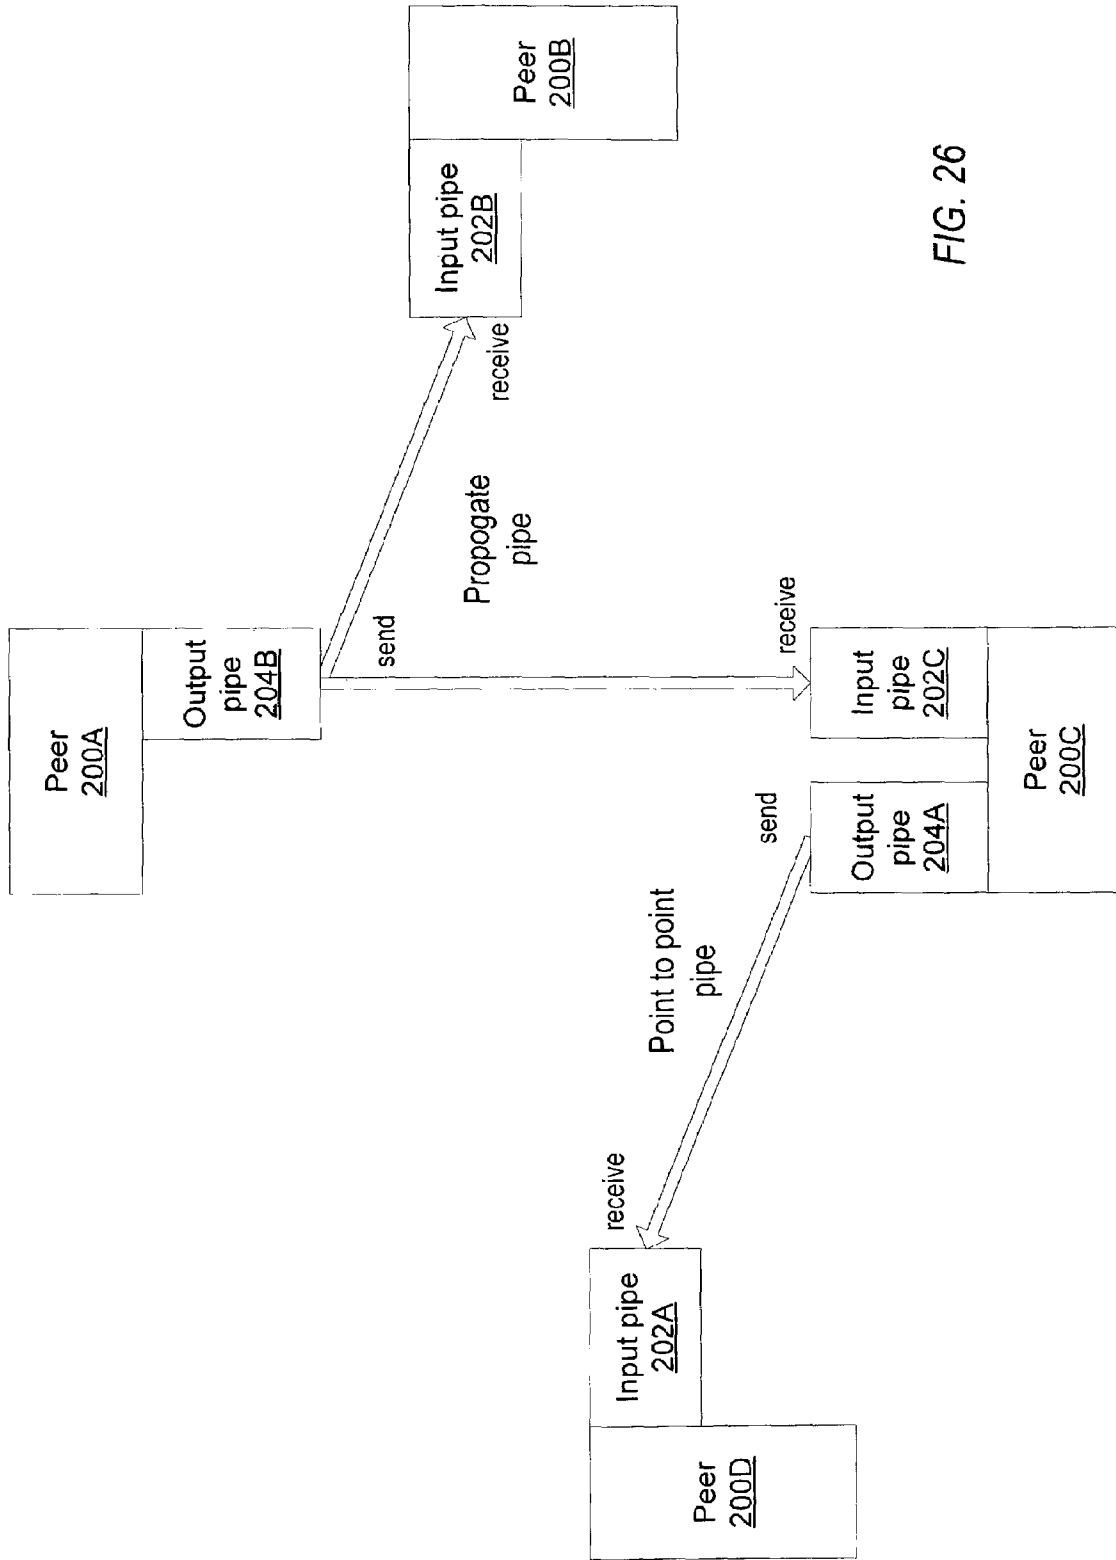 Peer
200A
Output
pipe
204B
send
Propogate
pipe
receive
Input pipe
202B
Peer
200B
Peer
200D
Input pipe
202A
receive
Point to point
pipe
send
Output
pipe
204A
receive
Input
pipe
202C
Peer
200C
FIG. 26